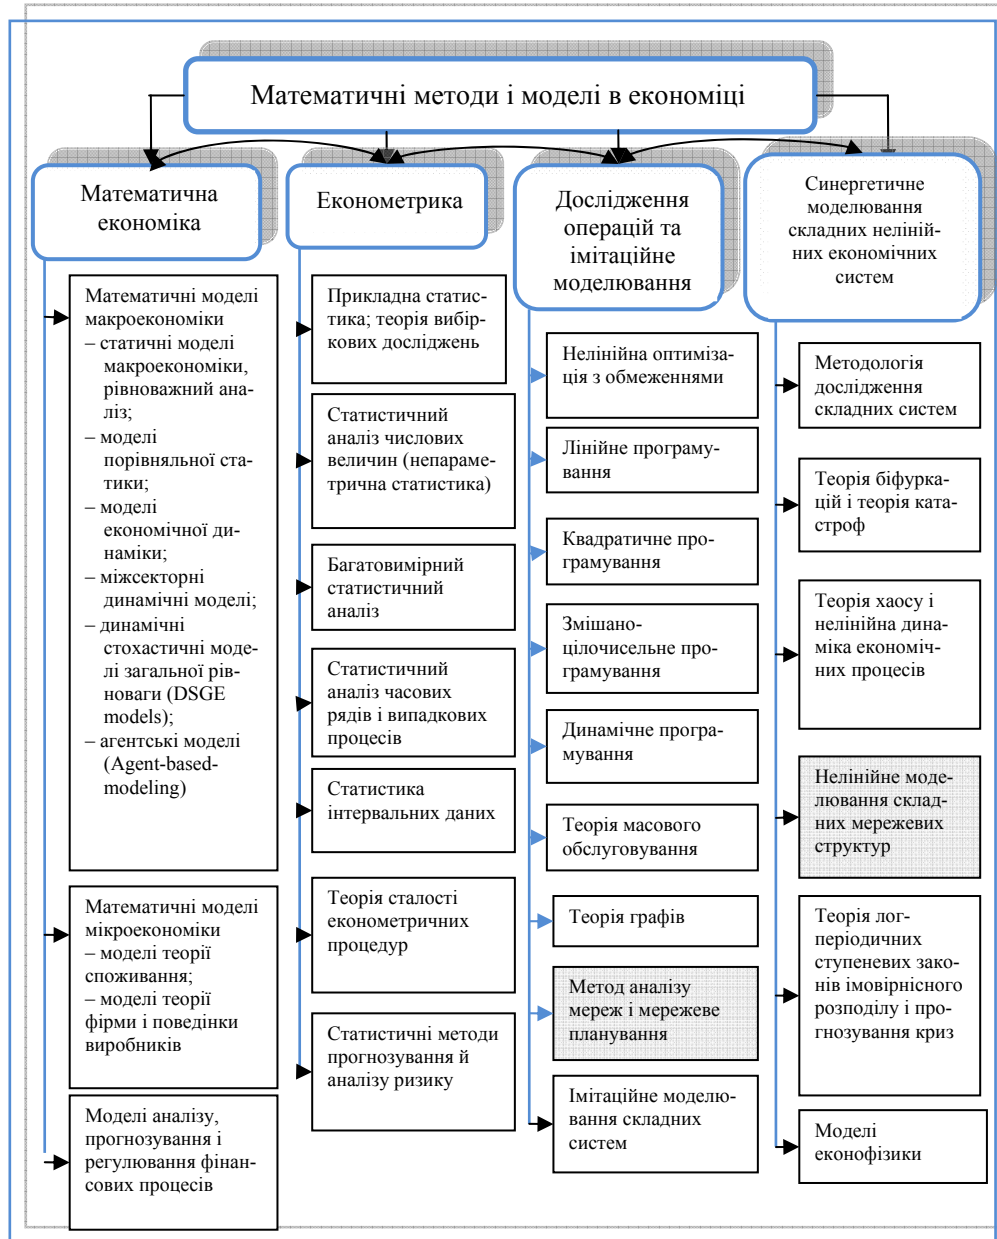 Математичні методи і моделі в економіці
Математична
економіка
Математичні моделі
макроекономіки
– статичні моделі
макроекономіки,
рівноважний ана-
ліз;
– моделі
порівняльної ста-
тики;
– моделі
економічної ди-
наміки;
– міжсекторні
динамічні моделі;
– динамічні
стохастичні моде-
лі загальної рів-
новаги (DSGE
models);
– агентські моделі
(Agent-based-
modeling)
Математичні моделі
мікроекономіки
– моделі теорії
споживання;
– моделі теорії
фірми і поведінки
виробників
Моделі аналізу,
прогнозування і
регулювання фінан-
сових процесів
Економетрика
Прикладна статис-
тика; теорія вибір-
кових досліджень
Статистичний
аналіз числових
величин (непараме-
трична статистика)
Багатовимірний
статистичний
аналіз
Статистичний
аналіз часових
рядів і випадкових
процесів
Статистика
інтервальних даних
Теорія сталості
економетричних
процедур
Статистичні методи
прогнозування й
аналізу ризику
Дослідження
операцій та
імітаційне
моделювання
Нелінійна оптиміза-
ція з обмеженнями
Лінійне програму-
вання
Квадратичне про-
грамування
Змішано-
цілочисельне про-
грамування
Динамічне програ-
мування
Теорія масового
обслуговування
Теорія графів
Метод аналізу
мереж і мережеве
планування
Імітаційне моделю-
вання складних
систем
Синергетичне
моделювання
складних неліній-
них економічних
систем
Методологія
дослідження
складних систем
Теорія біфурка-
цій і теорія ката-
строф
Теорія хаосу і
нелінійна дина-
міка економіч-
них процесів
Нелінійне моде-
лювання склад-
них мережевих
структур
Теорія лог-
періодичних
ступеневих зако-
нів імовірнісного
розподілу і про-
гнозування криз
Моделі
еконофізики